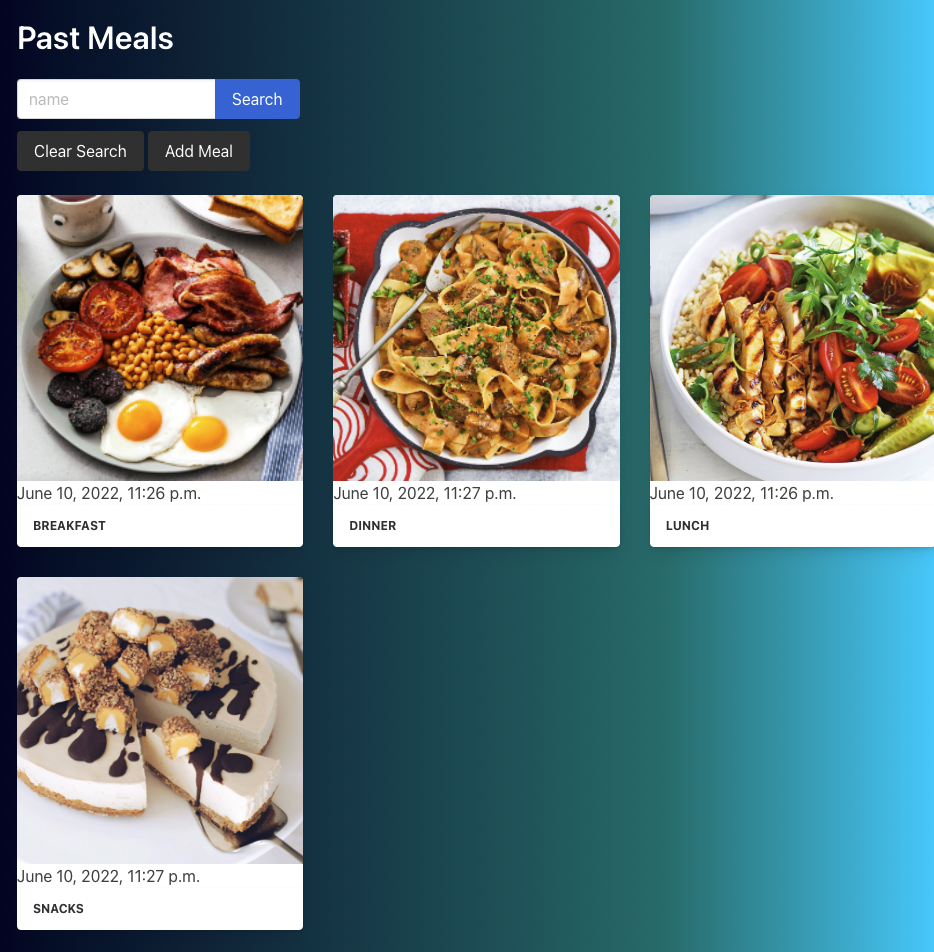 Past Meals
name
Search
Clear Search
Add Meal
June 10, 2022, 11:26 p.m.
BREAKFAST
June 10, 2022, 11:27 p.m.
DINNER
June 10, 2022, 11:26 p.m.
LUNCH
June 10, 2022, 11:27 p.m.
SNACKS